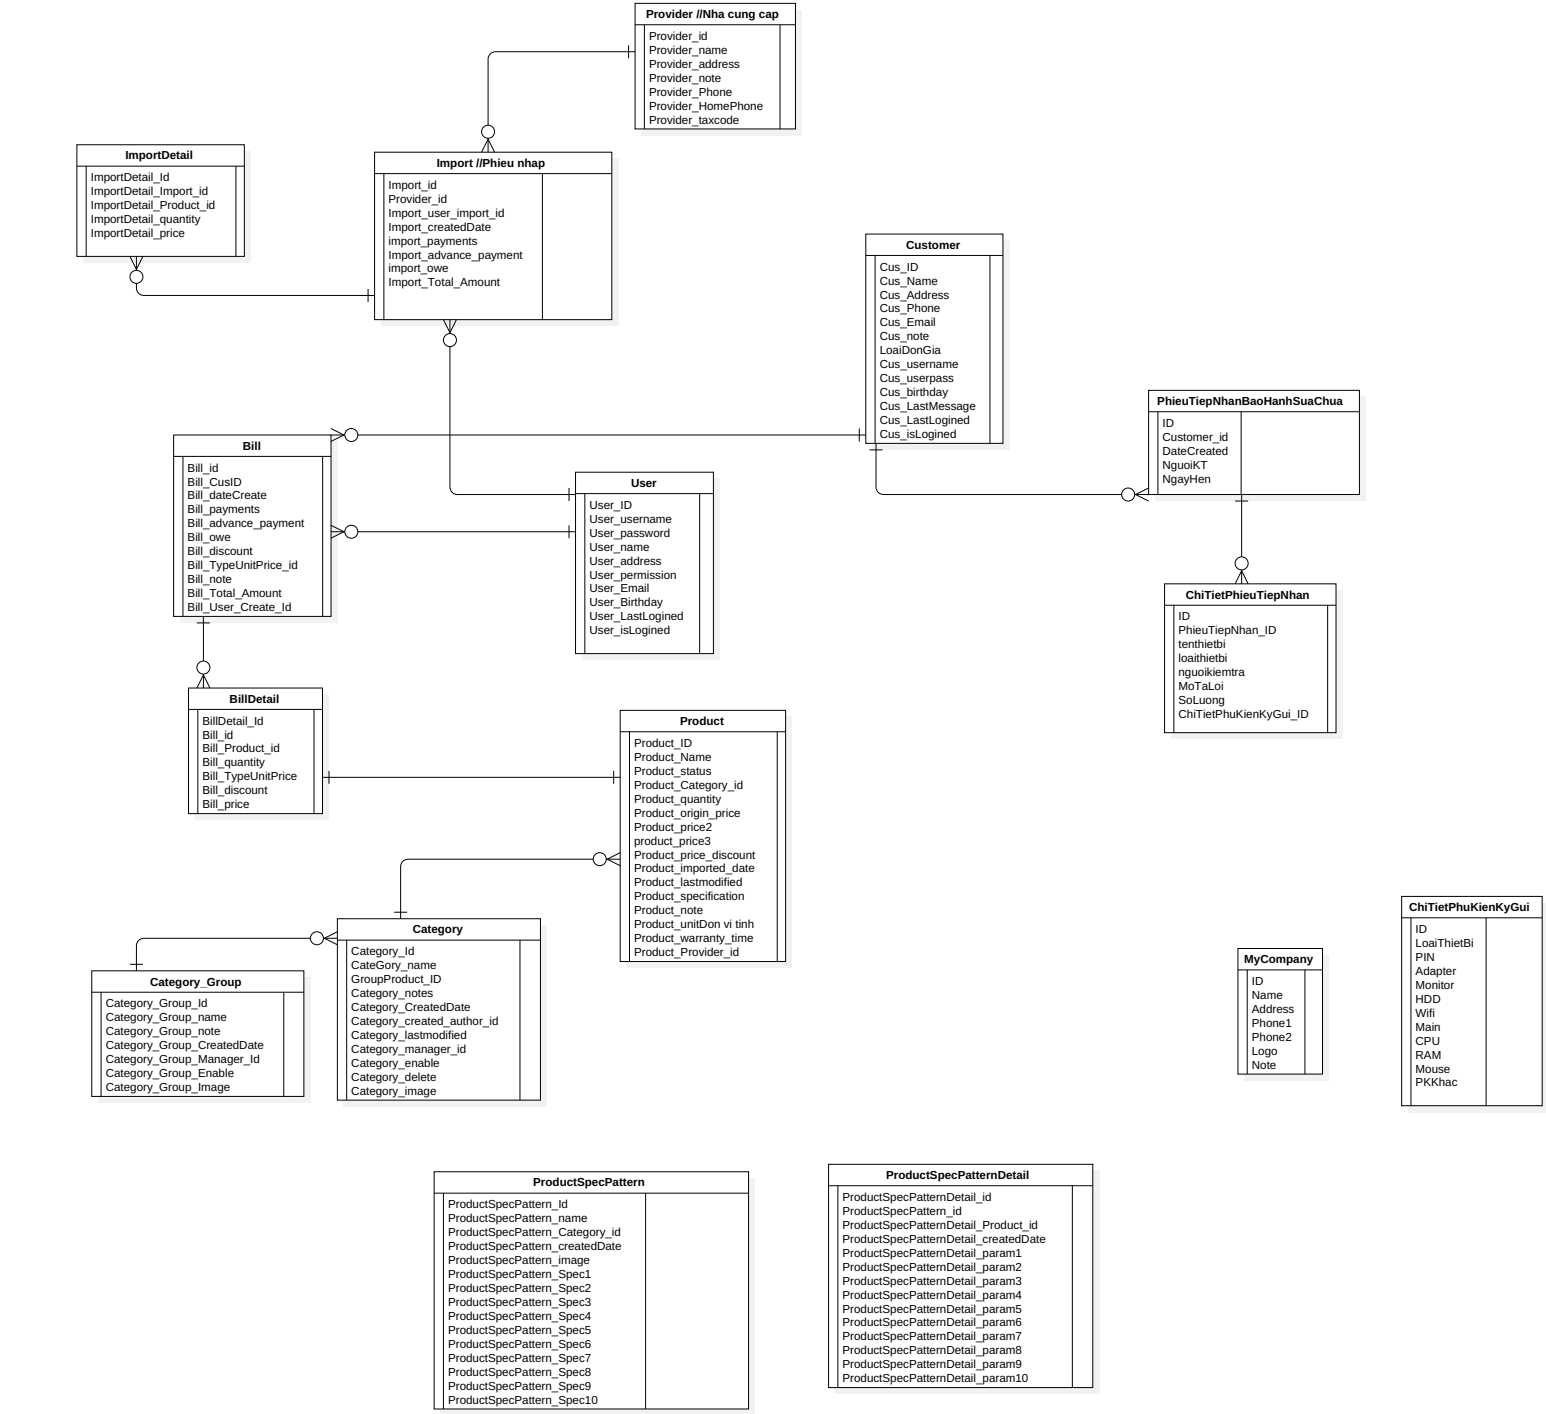 Provider //Nha cung cap
Provider_id
Provider_name
Provider_address
Provider_note
Provider_Phone
Provider_HomePhone
Provider_taxcode
ImportDetail
ImportDetail_Id
ImportDetail_Import_id
ImportDetail_Product_id
ImportDetail_quantity
ImportDetail_price
Import //Phieu nhap
Import_id
Provider_id
Import_user_import_id
Import_createdDate
import_payments
Import_advance_payment
import_owe
Import_Total_Amount
Customer
Cus_ID
Cus_Name
Cus_Address
Cus_Phone
Cus_Email
Cus_note
LoaiDonGia
Cus_username
Cus_userpass
Cus_birthday
Cus_LastMessage
Cus_LastLogined
Cus_isLogined
PhieuTiepNhanBaoHanhSuaChua
ID
Customer_id
DateCreated
NguoiKT
NgayHen
Bill
Bill_id
Bill_CusID
Bill_dateCreate
Bill_payments
Bill_advance_payment
Bill_owe
Bill_discount
Bill_TypeUnitPrice_id
Bill_note
Bill_Total_Amount
Bill_User_Create_Id
User
User_ID
User_username
User_password
User_name
User_address
User_permission
User_Email
User_Birthday
User_LastLogined
User_isLogined
ChiTietPhieuTiepNhan
ID
PhieuTiepNhan_ID
tenthietbi
loaithietbi
nguoikiemtra
MoTaLoi
SoLuong
ChiTietPhuKienKyGui_ID
BillDetail
BillDetail_Id
Bill_id
Bill_Product_id
Bill_quantity
Bill_TypeUnitPrice
Bill_discount
Bill_price
Product
Product_ID
Product_Name
Product_status
Product_Category_id
Product_quantity
Product_origin_price
Product_price2
product_price3
Product_price_discount
Product_imported_date
Product_lastmodified
Product_specification
Product_note
Product_unitDon vi tinh
Product_warranty_time
Product_Provider_id
Category
Category_Id
CateGory_name
GroupProduct_ID
Category_notes
Category_CreatedDate
Category_created_author_id
Category_lastmodified
Category_manager_id
Category_enable
Category_delete
Category_image
Category_Group
Category_Group_Id
Category_Group_name
Category_Group_note
Category_Group_CreatedDate
Category_Group_Manager_Id
Category_Group_Enable
Category_Group_Image
MyCompany
ID
Name
Address
Phone1
Phone2
Logo
Note
ChiTietPhuKienKyGui
ID
LoaiThietBi
PIN
Adapter
Monitor
HDD
Wifi
Main
CPU
RAM
Mouse
PKKhac
ProductSpecPattern
ProductSpecPattern_Id
ProductSpecPattern_name
ProductSpecPattern_Category_id
ProductSpecPattern_createdDate
ProductSpecPattern_image
ProductSpecPattern_Spec1
ProductSpecPattern_Spec2
ProductSpecPattern_Spec3
ProductSpecPattern_Spec4
ProductSpecPattern_Spec5
ProductSpecPattern_Spec6
ProductSpecPattern_Spec7
ProductSpecPattern_Spec8
ProductSpecPattern_Spec9
ProductSpecPattern_Spec10
ProductSpecPatternDetail
ProductSpecPatternDetail_id
ProductSpecPattern_id
ProductSpecPatternDetail_Product_id
ProductSpecPatternDetail_createdDate
ProductSpecPatternDetail_param1
ProductSpecPatternDetail_param2
ProductSpecPatternDetail_param3
ProductSpecPatternDetail_param4
ProductSpecPatternDetail_param5
ProductSpecPatternDetail_param6
ProductSpecPatternDetail_param7
ProductSpecPatternDetail_param8
ProductSpecPatternDetail_param9
ProductSpecPatternDetail_param10